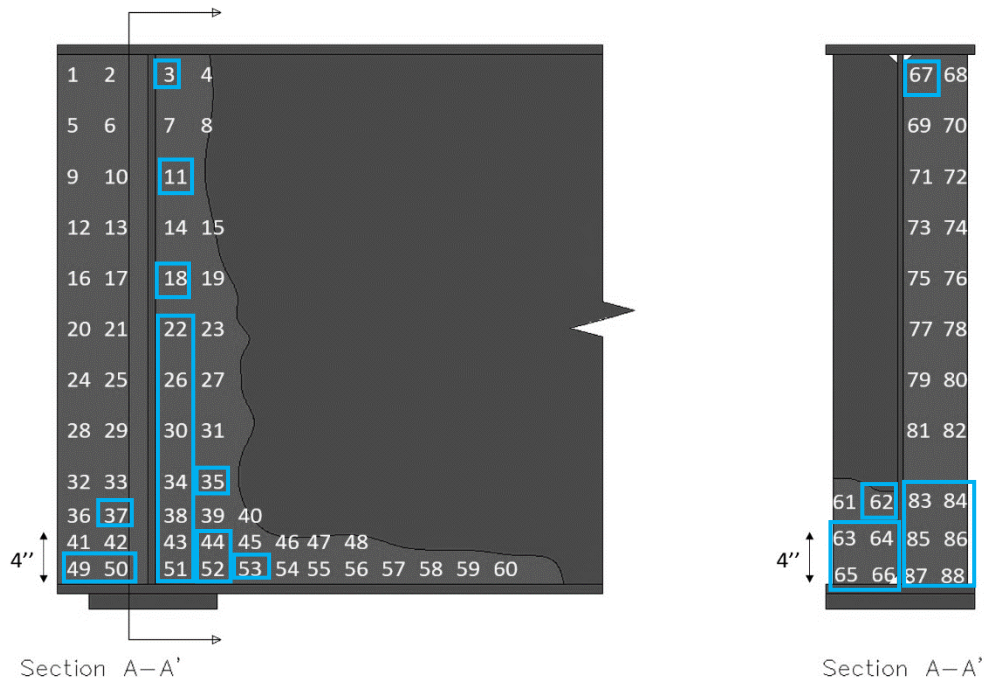 1 2 3 4
5 6 7 8
9 10 11
12 13 14 15
16 17 18 19
20 21 22 23
24 25 26 27
28 29 30 31
32 33 34 35
36 37 38 39 40
41 42 43 44 45 46 47 48
4’’
49 50 51 52 53 54 55 56 57 58 59 60
Section A–A'
67 68
69 70
71 72
73 74
75 76
77 78
79 80
81 82
61 62 83 84
63 64 85 86
4’’
65 66 87 88
Section A–A'